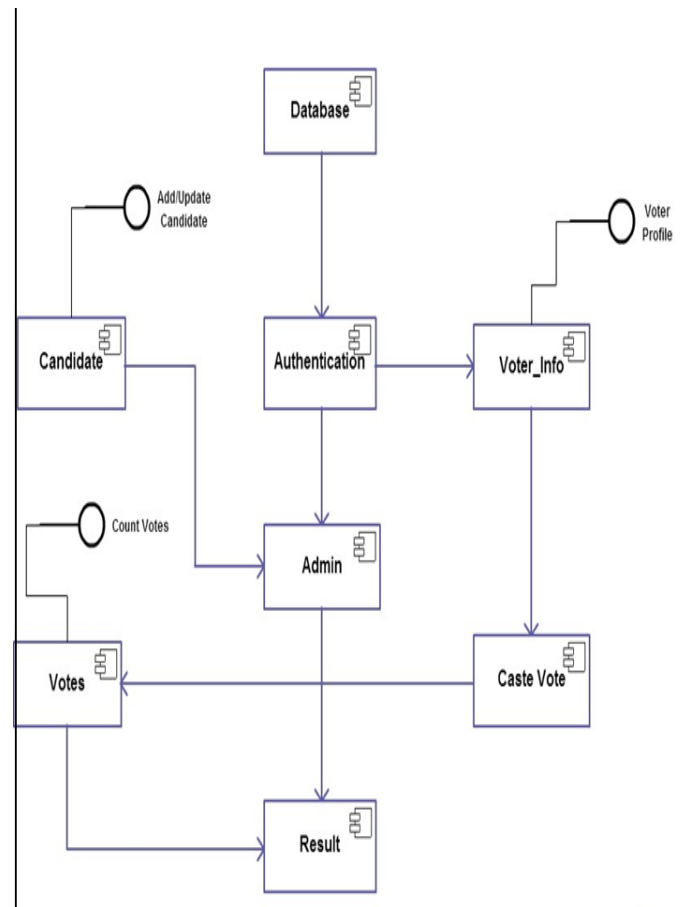 Database
Add/Update
Candidate
Voter
Profile
Candidate
Authentication
Voter_Info
Count Votes
Admin
Votes
Caste Vote
Result